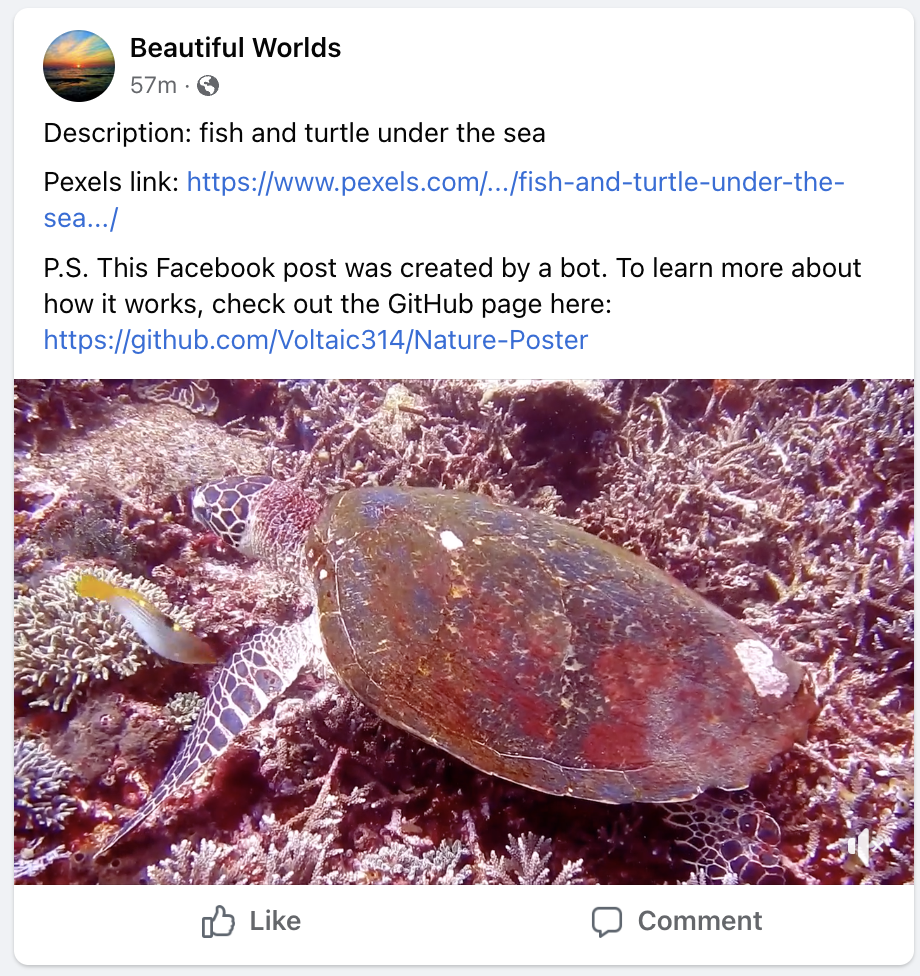 Beautiful Worlds
57m ·
Description: fish and turtle under the sea
Pexels link: https://www.pexels.com/.../fish-and-turtle-under-the-
sea.../
P.S. This Facebook post was created by a bot. To learn more about
how it works, check out the GitHub page here:
https://github.com/Voltaic314/Nature-Poster
Like
Comment